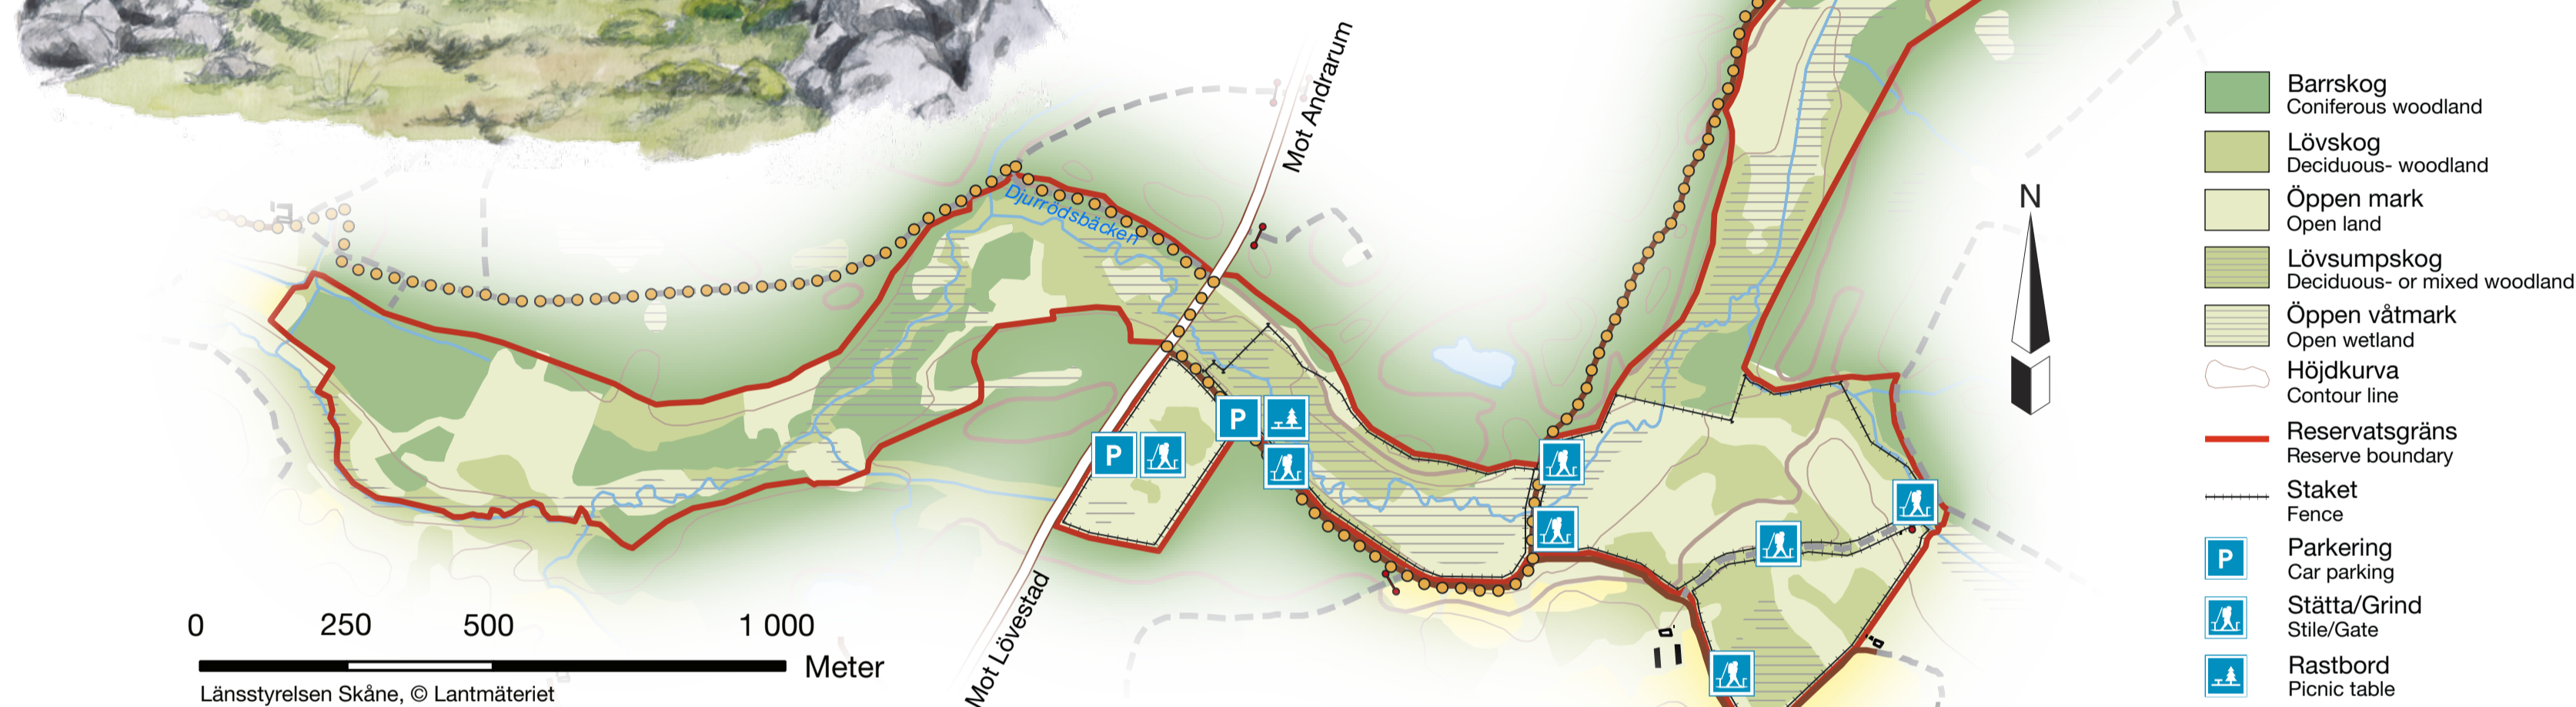 Mot Andrarum
Djurrödsbäcken
P
P
Mot Lövestad
0 250 500 1 000
Meter
Länsstyrelsen Skåne, © Lantmäteriet
N
Barrskog
Coniferous woodland
Lövskog
Deciduous- woodland
Öppen mark
Open land
Lövsumpskog
Deciduous- or mixed woodland
Öppen våtmark
Open wetland
Höjdkurva
Contour line
Reservatsgräns
Reserve boundary
Staket
Fence
P
Parkering
Car parking
Stätta/Grind
Stile/Gate
Rastbord
Picnic table